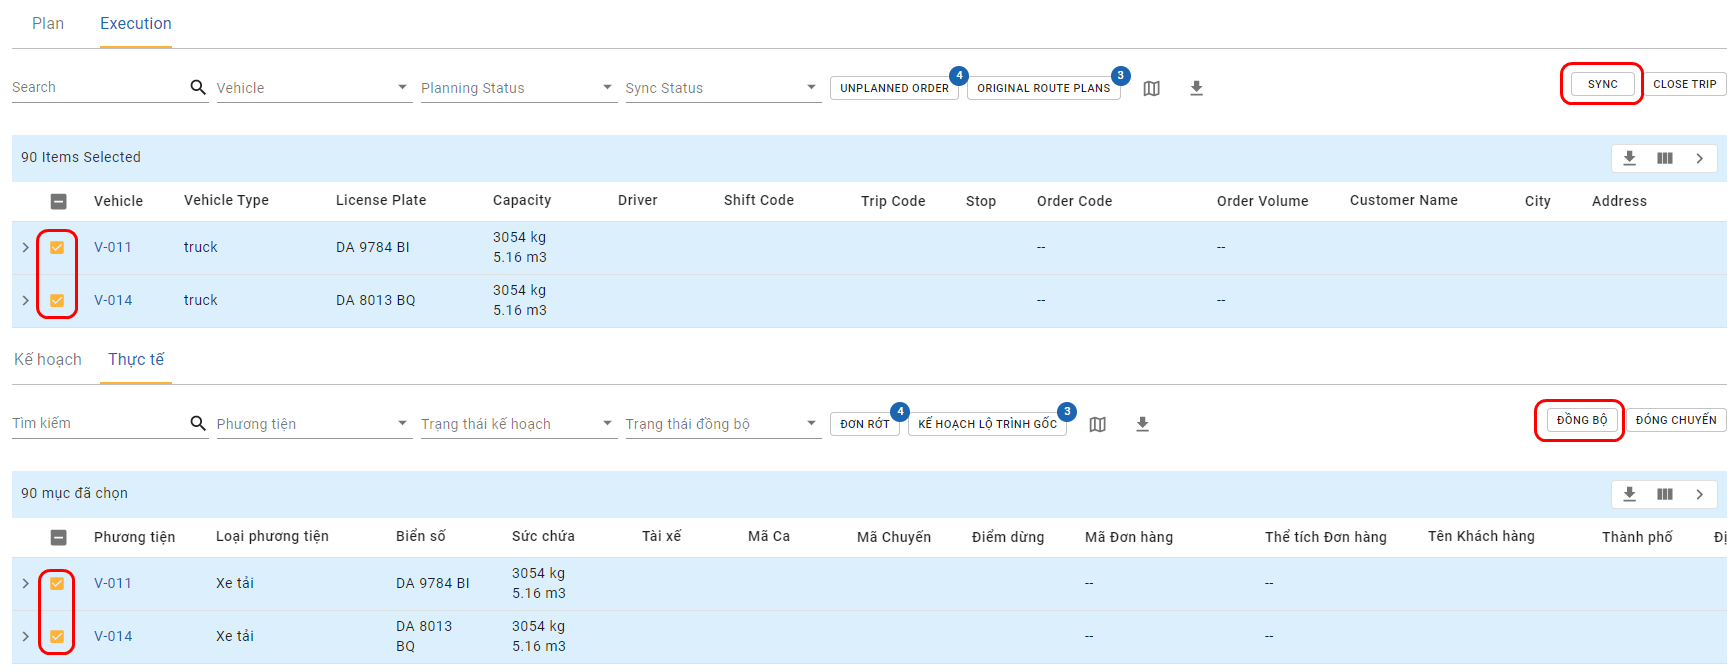 Plan Execution
Search Vehicle Planning Status Sync Status UNPLANNED ORDER 4 ORIGINAL ROUTE PLANS 3 SYNC CLOSE TRIP
90 Items Selected
Vehicle Vehicle Type License Plate Capacity Driver Shift Code Trip Code Stop Order Code Order Volume Customer Name City Address
V-011 truck DA 9784 BI 3054 kg -- --
5.16 m3
V-014 truck DA 8013 BQ 3054 kg -- --
5.16 m3
Kế hoạch Thực tế
Tìm kiếm Phương tiện Trạng thái kế hoạch Trạng thái đồng bộ ĐƠN RỚT 4 KẾ HOẠCH LỘ TRÌNH GỐC 3 ĐỒNG BỘ ĐÓNG CHUYẾN
90 mục đã chọn
Phương tiện Loại phương tiện Biển số Sức chứa Tài xế Mã Ca Mã Chuyến Điểm dừng Mã Đơn hàng Thể tích Đơn hàng Tên Khách hàng Thành phố Đị
V-011 Xe tải DA 9784 BI 3054 kg -- --
5.16 m3
V-014 Xe tải DA 8013 3054 kg -- --
BQ 5.16 m3